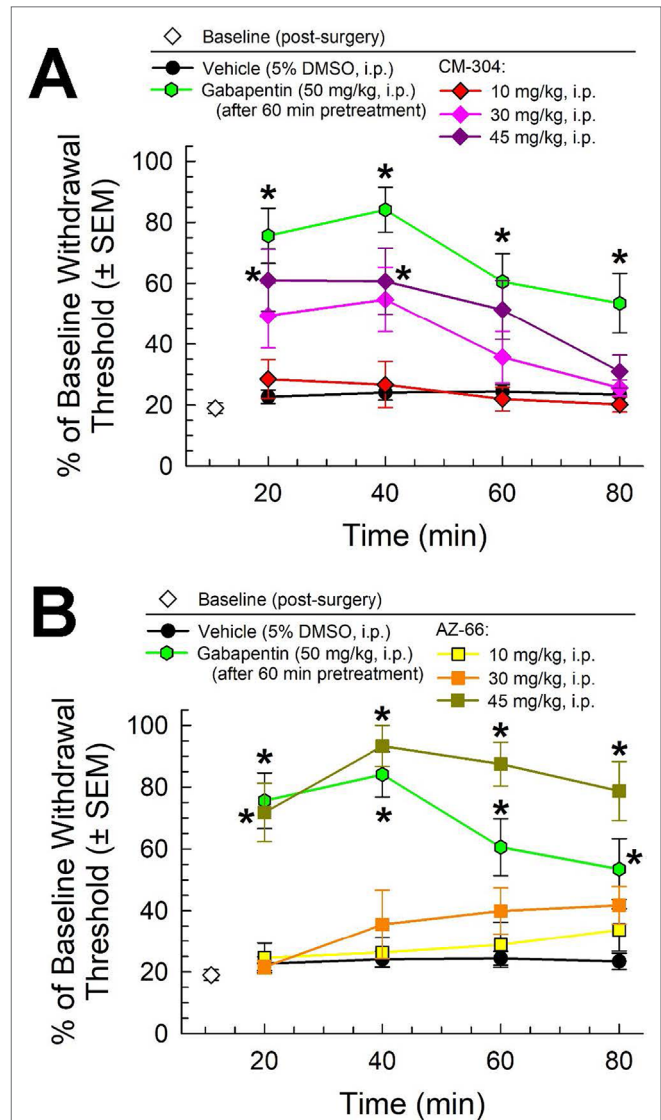 A
Baseline (post-surgery)
Vehicle (5% DMSO, i.p.)
Gabapentin (50 mg/kg, i.p.)
(after 60 min pretreatment)
CM-304:
10 mg/kg, i.p.
30 mg/kg, i.p.
45 mg/kg, i.p.
% of Baseline Withdrawal
Threshold (± SEM)
100
80
60
40
20
0
* * * *
* *
20 40 60 80
Time (min)
B
Baseline (post-surgery)
Vehicle (5% DMSO, i.p.)
Gabapentin (50 mg/kg, i.p.)
(after 60 min pretreatment)
AZ-66:
10 mg/kg, i.p.
30 mg/kg, i.p.
45 mg/kg, i.p.
% of Baseline Withdrawal
Threshold (± SEM)
100
80
60
40
20
0
* * * *
* * * *
20 40 60 80
Time (min)